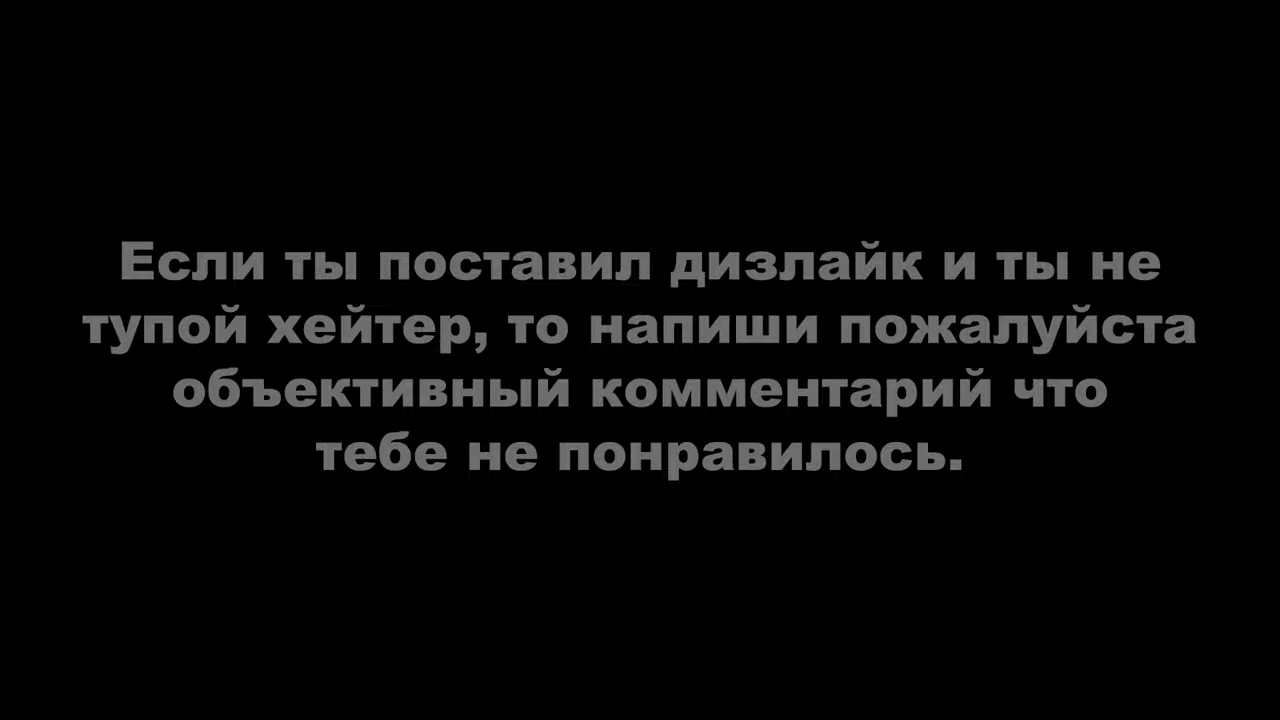 Если ты поставил дизлайк и ты не
тупой хейтер, то напиши пожалуйста
объективный комментарий что
тебе не понравилось.